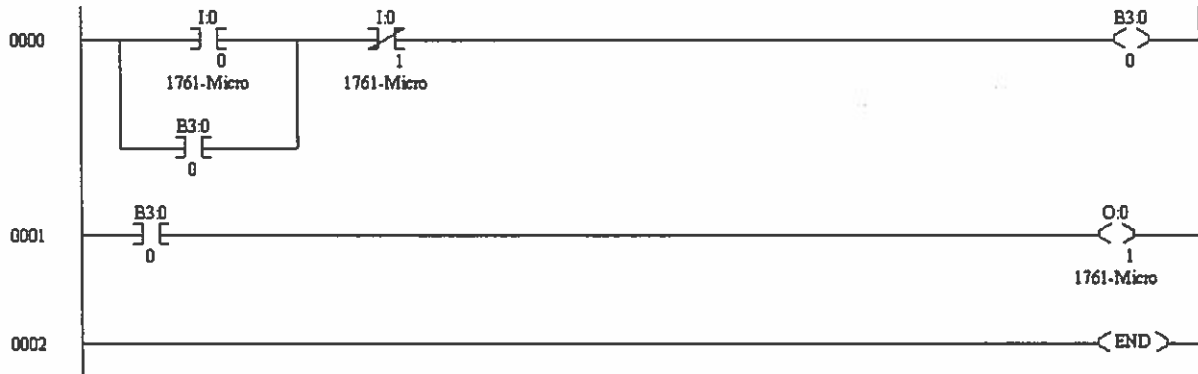 I:0 I:0 B3:0
0000
0 1 0
1761-Micro 1761-Micro
B3:0
0
B3:0 O:0
0001
0 1
1761-Micro
0002 END